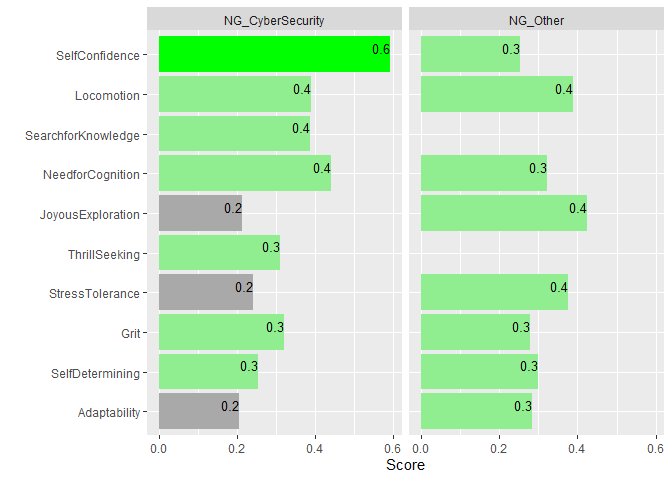 NG_CyberSecurity NG_Other
SelfConfidence 0.6 0.3
Locomotion 0.4 0.4
SearchforKnowledge 0.4
NeedforCognition 0.4 0.3
JoyousExploration 0.2 0.4
ThrillSeeking 0.3
StressTolerance 0.2 0.4
Grit 0.3 0.3
SelfDetermining 0.3 0.3
Adaptability 0.2 0.3
0.0 0.2 0.4 0.6 0.0 0.2 0.4 0.6
Score